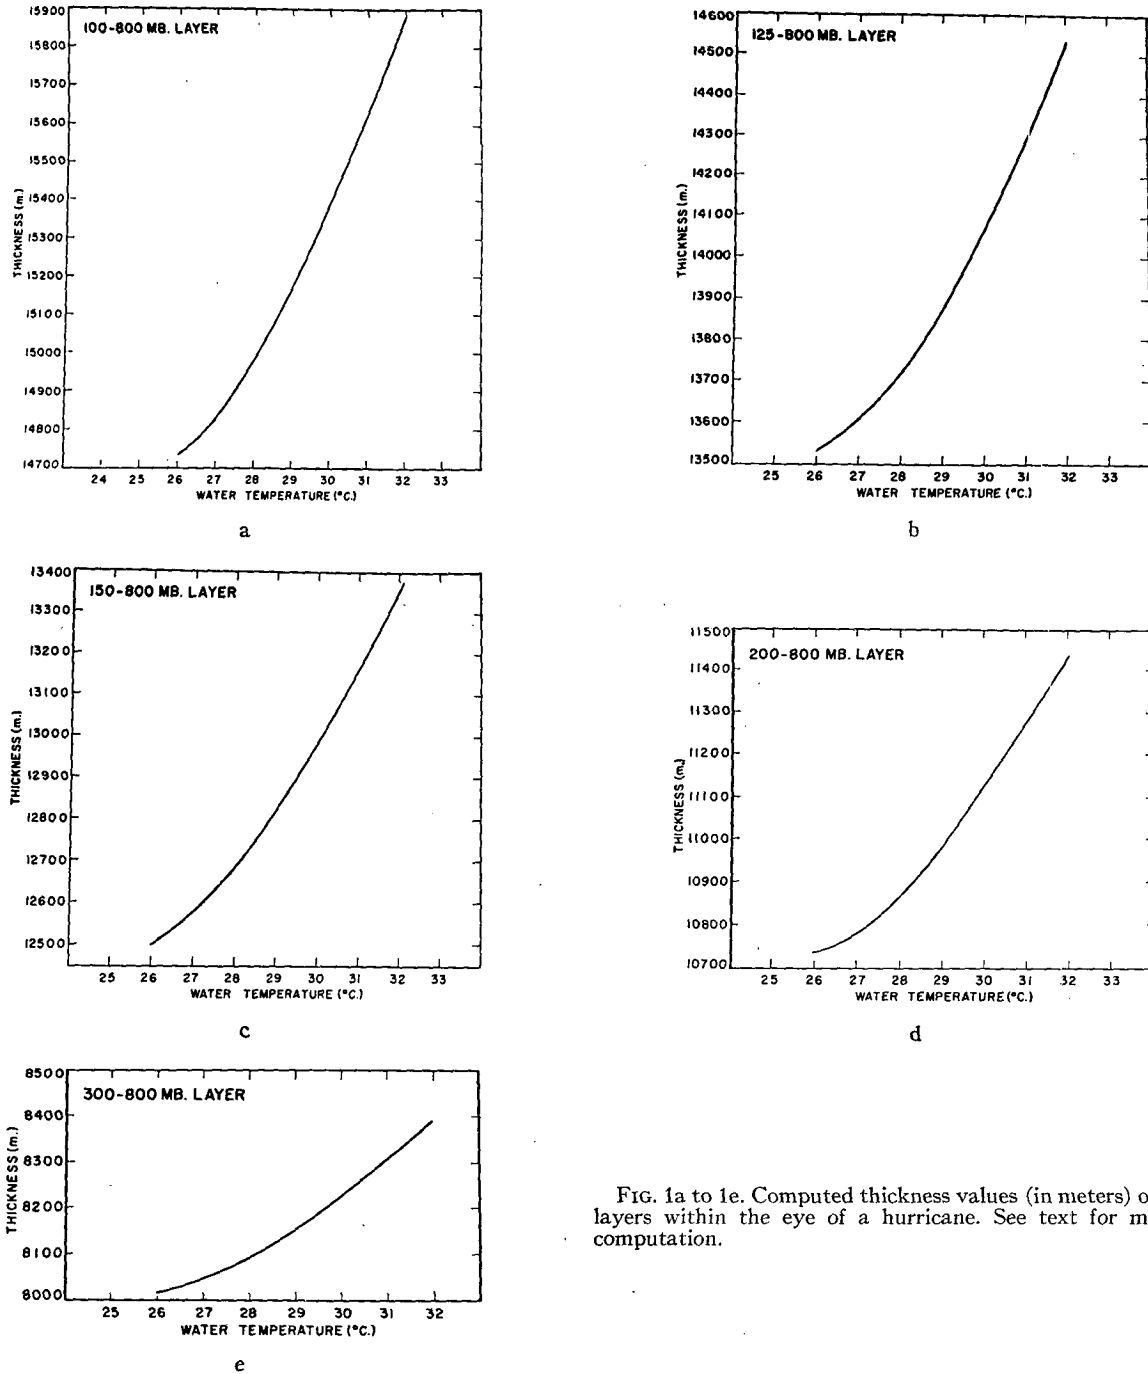 100-800 MB. LAYER
15900
15800
15700
15600
15500
15400
15300
15200
15100
15000
14900
14800
14700
THICKNESS (m.)
24 25 26 27 28 29 30 31 32 33
WATER TEMPERATURE (°C.)
a
125-800 MB. LAYER
14600
14500
14400
14300
14200
14100
14000
13900
13800
13700
13600
13500
THICKNESS (m.)
25 26 27 28 29 30 31 32 33
WATER TEMPERATURE (°C.)
b
150-800 MB. LAYER
13400
13300
13200
13100
13000
12900
12800
12700
12600
12500
THICKNESS (m.)
25 26 27 28 29 30 31 32 33
WATER TEMPERATURE (°C.)
c
200-800 MB. LAYER
11500
11400
11300
11200
11100
11000
10900
10800
10700
THICKNESS (m.)
25 26 27 28 29 30 31 32 33
WATER TEMPERATURE (°C.)
d
300-800 MB. LAYER
8500
8400
8300
8200
8100
8000
THICKNESS (m.)
25 26 27 28 29 30 31 32
WATER TEMPERATURE (°C.)
e
FIG. 1a to 1e. Computed thickness values (in meters) o
layers within the eye of a hurricane. See text for m
computation.